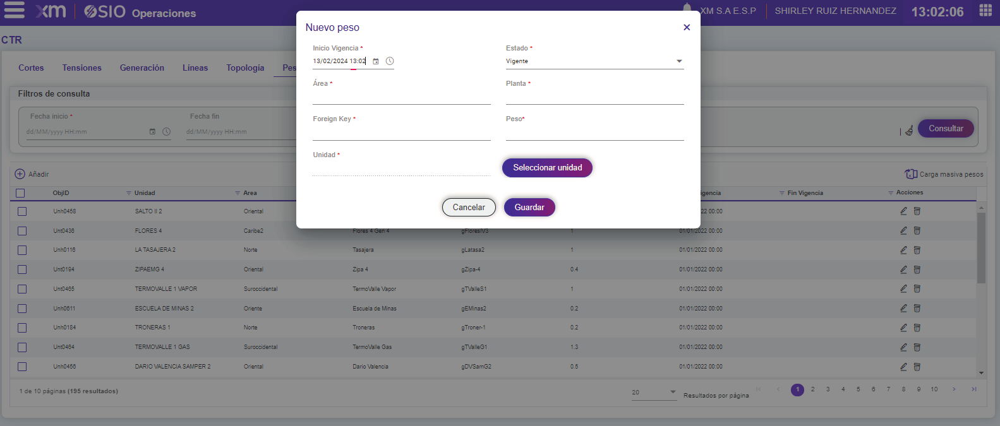 xm SIO Operaciones XM S.A E.S.P SHIRLEY RUIZ HERNANDEZ 13:02:06
CTR
Cortes Tensiones Generación Líneas Topología Pes
Filtros de consulta
Fecha inicio * Fecha fin
dd/MM/yyyy HH:mm dd/MM/yyyy HH:mm Consultar
Nuevo peso ×
Inicio Vigencia * Estado *
13/02/2024 13:02 Vigente
Área * Planta *
Foreign Key * Peso*
Unidad *
Seleccionar unidad
Cancelar Guardar
Añadir Carga masiva pesos
ObjID Unidad Area igencia Fin Vigencia Acciones
Unh0458 SALTO II 2 Oriental 01/01/2022 00:00
Unt0436 FLORES 4 Caribe2 Flores 4 Gen 4 gFloresIV3 1 01/01/2022 00:00
Unh0116 LA TASAJERA 2 Norte Tasajera gLatasa2 1 01/01/2022 00:00
Unt0194 ZIPAEMG 4 Oriental Zipa 4 gZipa-4 0.4 01/01/2022 00:00
Unt0465 TERMOVALLE 1 VAPOR Suroccidental TermoValle Vapor gTValleS1 1 01/01/2022 00:00
Unh0611 ESCUELA DE MINAS 2 Oriente Escuela de Minas gEMinas2 0.2 01/01/2022 00:00
Unh0184 TRONERAS 1 Norte Troneras gTroner-1 0.2 01/01/2022 00:00
Unt0464 TERMOVALLE 1 GAS Suroccidental TermoValle Gas gTValleG1 1.3 01/01/2022 00:00
Unh0456 DARIO VALENCIA SAMPER 2 Oriental Dario Valencia gDVSamG2 0.5 01/01/2022 00:00
1 de 10 páginas (195 resultados) 20 Resultados por página 1 2 3 4 5 6 7 8 9 10